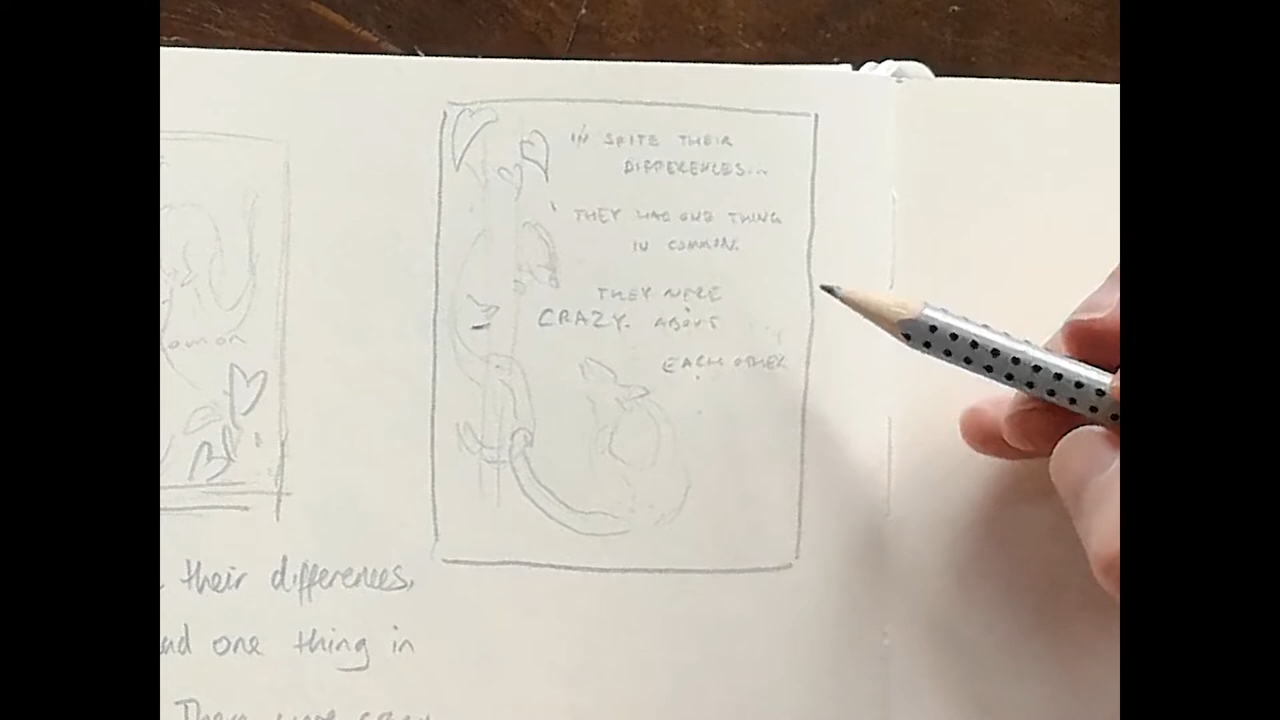 IN SPITE THEIR
DIFFERENCES...
THEY HAD ONE THING
IN COMMON.
THEY WERE
CRAZY. ABOUT
EACH OTHER
their differences,
one thing in